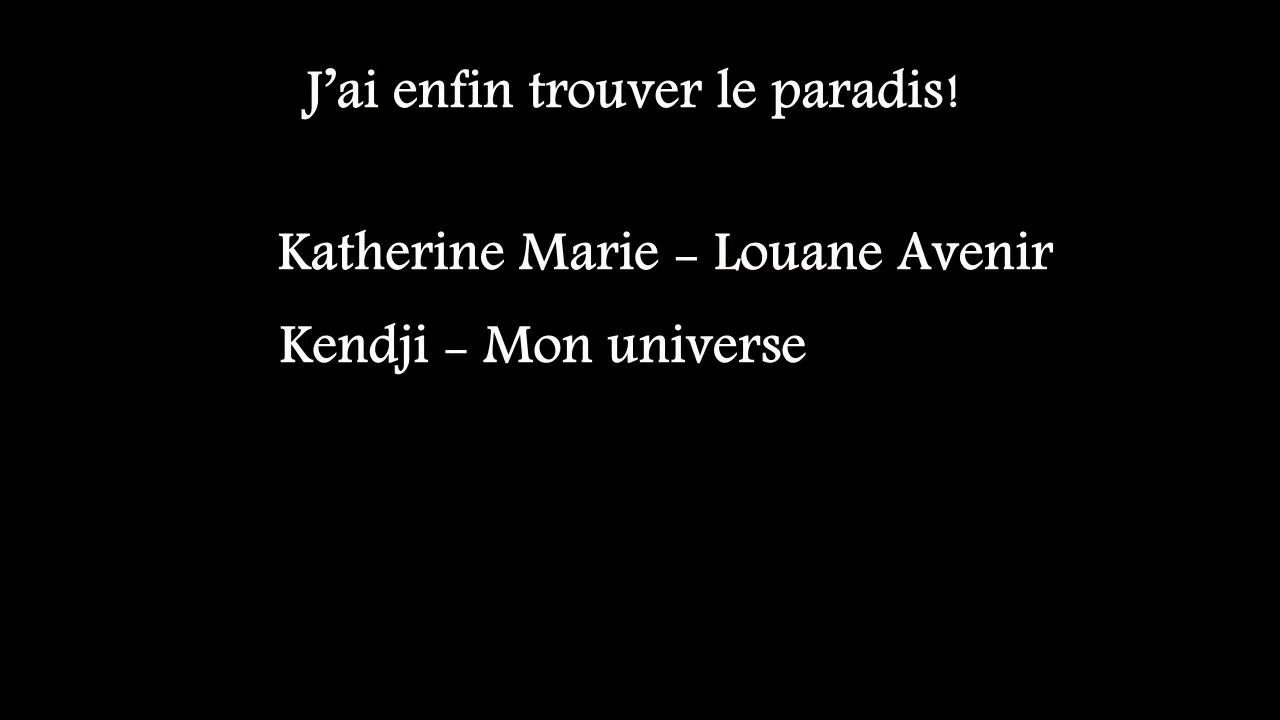 J’ai enfin trouver le paradis!
Katherine Marie - Louane Avenir
Kendji - Mon universe